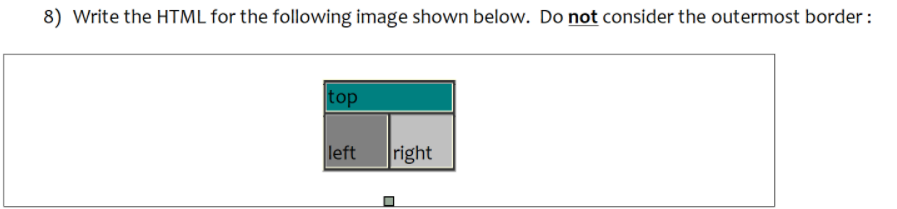 8) Write the HTML for the following image shown below. Do not consider the outermost border :
top
left right